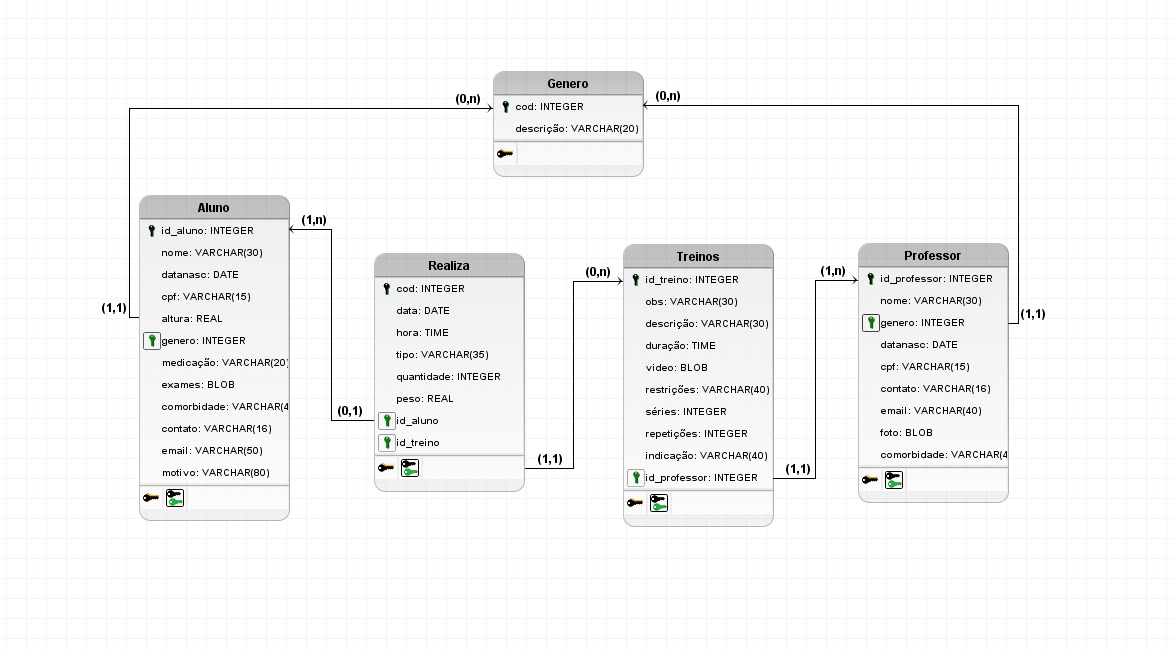 Genero
cod: INTEGER
descrição: VARCHAR(20)
(0,n)
(0,n)
Aluno
id_aluno: INTEGER
nome: VARCHAR(30)
datanasc: DATE
cpf: VARCHAR(15)
altura: REAL
genero: INTEGER
medicação: VARCHAR(20)
exames: BLOB
comorbidade: VARCHAR(4
contato: VARCHAR(16)
email: VARCHAR(50)
motivo: VARCHAR(80)
(1,1)
(1,n)
Realiza
cod: INTEGER
data: DATE
hora: TIME
tipo: VARCHAR(35)
quantidade: INTEGER
peso: REAL
id_aluno
id_treino
(0,1)
(1,1)
(0,n)
Treinos
id_treino: INTEGER
obs: VARCHAR(30)
descrição: VARCHAR(30)
duração: TIME
video: BLOB
restrições: VARCHAR(40)
séries: INTEGER
repetições: INTEGER
indicação: VARCHAR(40)
id_professor: INTEGER
(1,1)
(1,n)
Professor
id_professor: INTEGER
nome: VARCHAR(30)
genero: INTEGER
datanasc: DATE
cpf: VARCHAR(15)
contato: VARCHAR(16)
email: VARCHAR(40)
foto: BLOB
comorbidade: VARCHAR(4
(1,1)